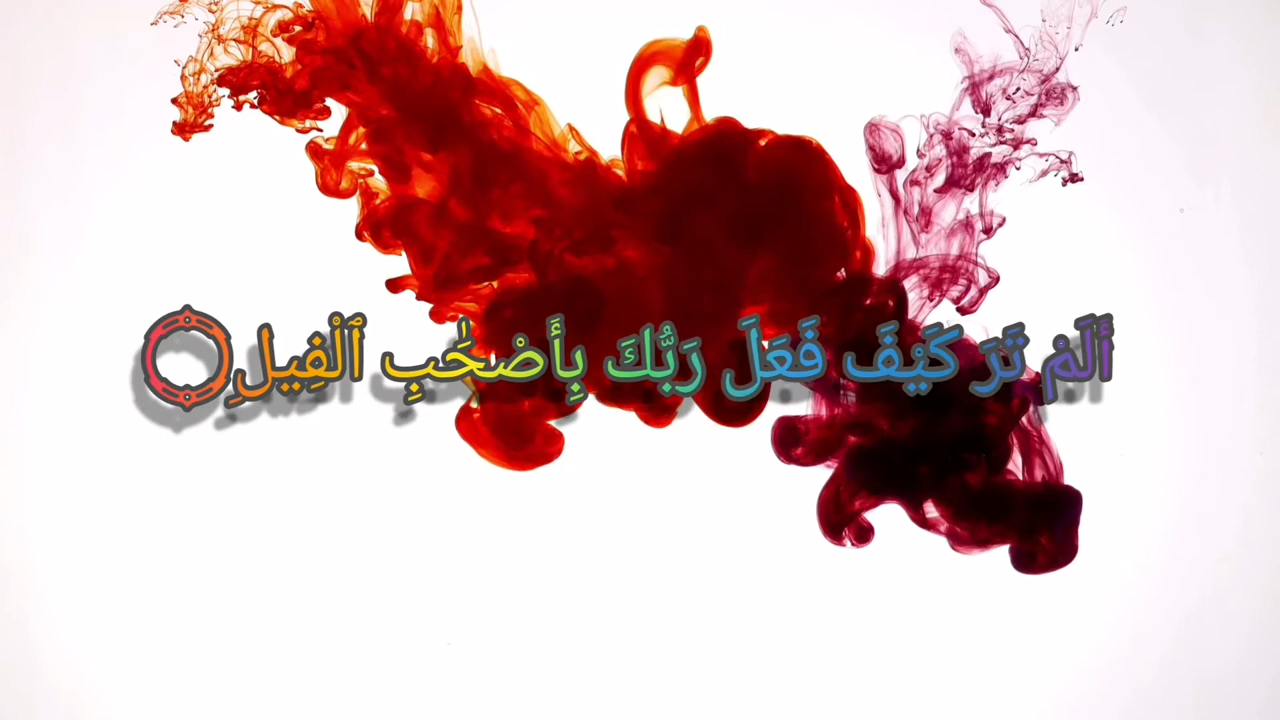 أَلَمْ تَرَ كَيْفَ فَعَلَ رَبُّكَ بِأَصْحَٰبِ ٱلْفِيلِ ۝